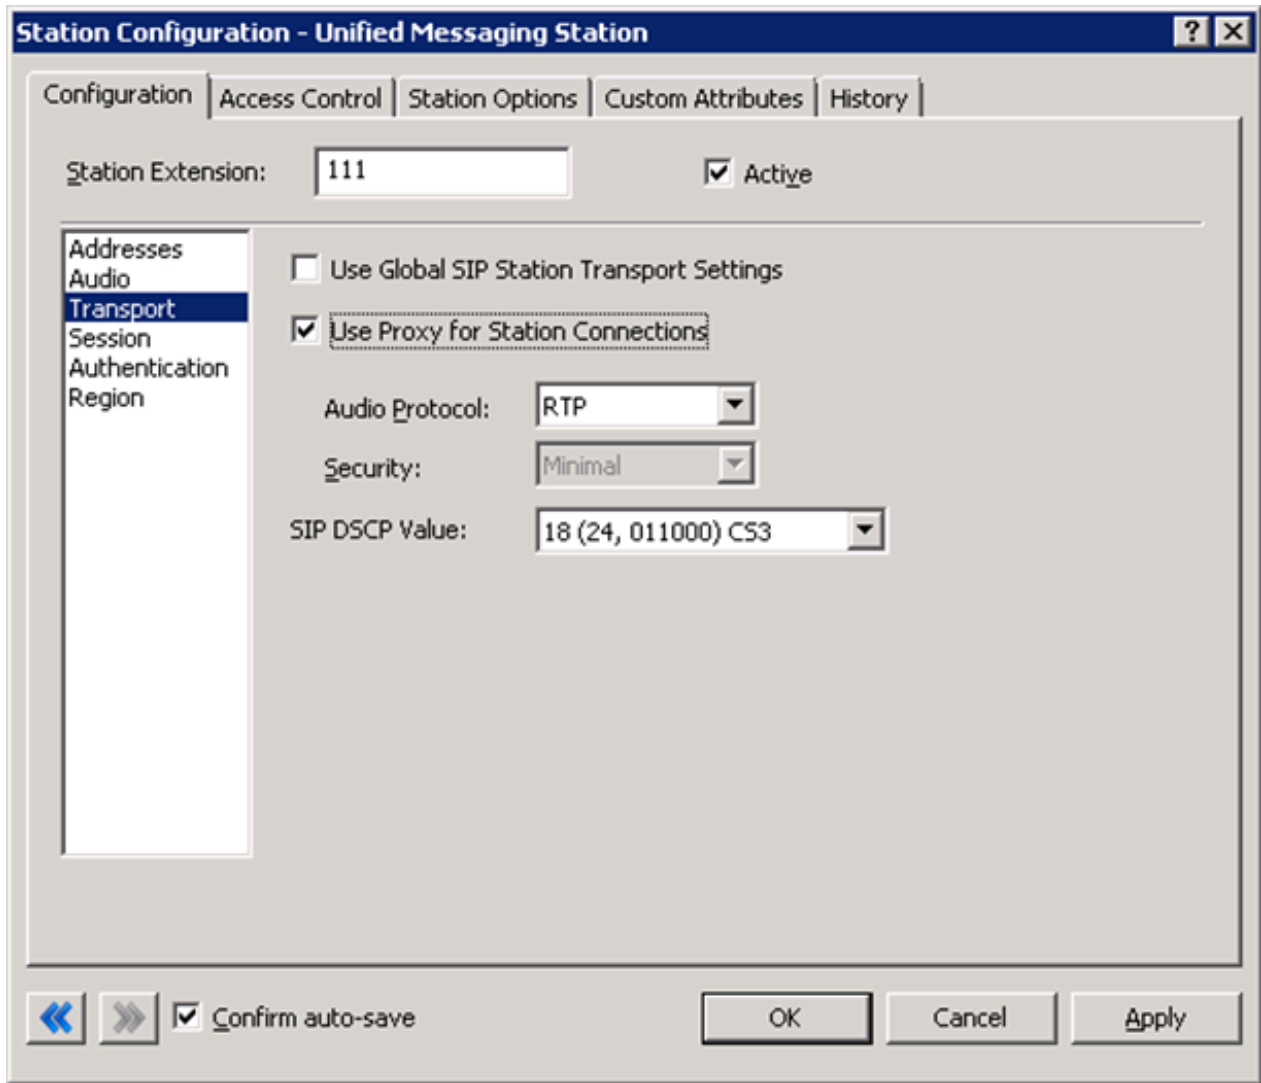 Station Configuration - Unified Messaging Station
Configuration Access Control Station Options Custom Attributes History
Station Extension: 111 Active
Addresses
Audio
Transport
Session
Authentication
Region
Use Global SIP Station Transport Settings
Use Proxy for Station Connections
Audio Protocol: RTP
Security: Minimal
SIP DSCP Value: 18 (24, 011000) CS3
Confirm auto-save OK Cancel Apply